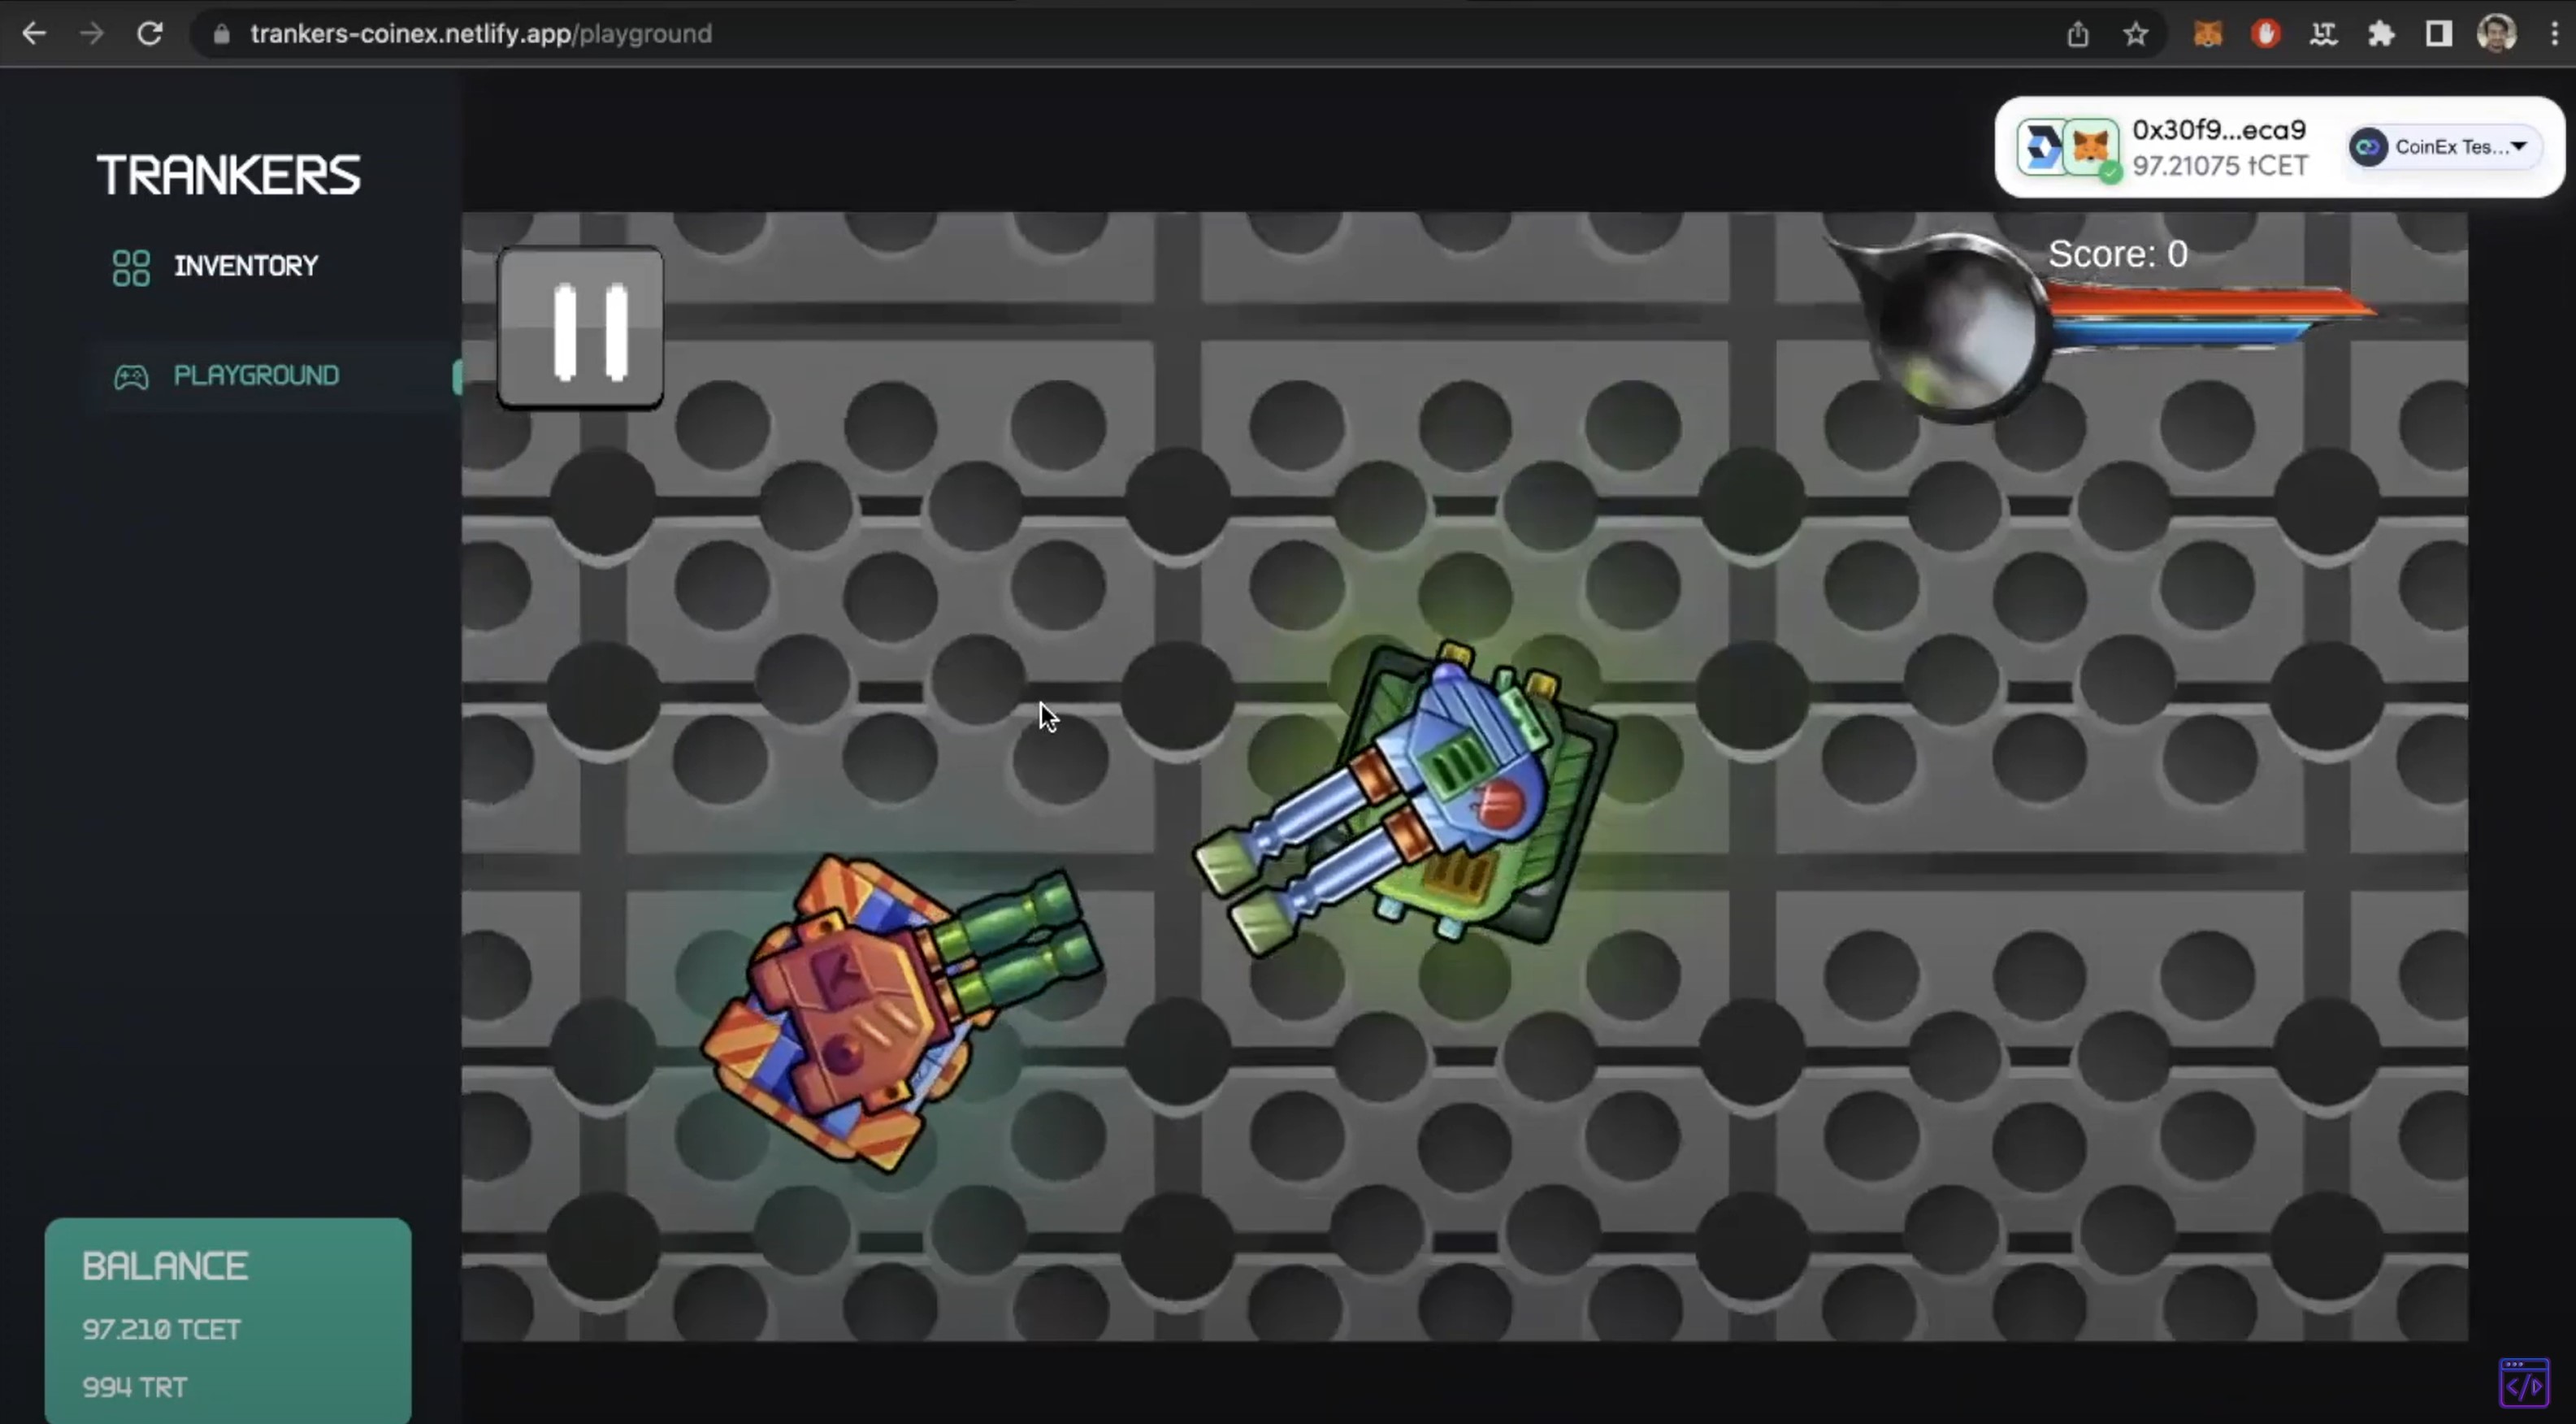 trankers-coinex.netlify.app/playground
TRANKERS
INVENTORY
PLAYGROUND
0x30f9...eca9
97.21075 tCET
CoinEx Tes...
Score: 0
BALANCE
97.210 TCET
994 TRT